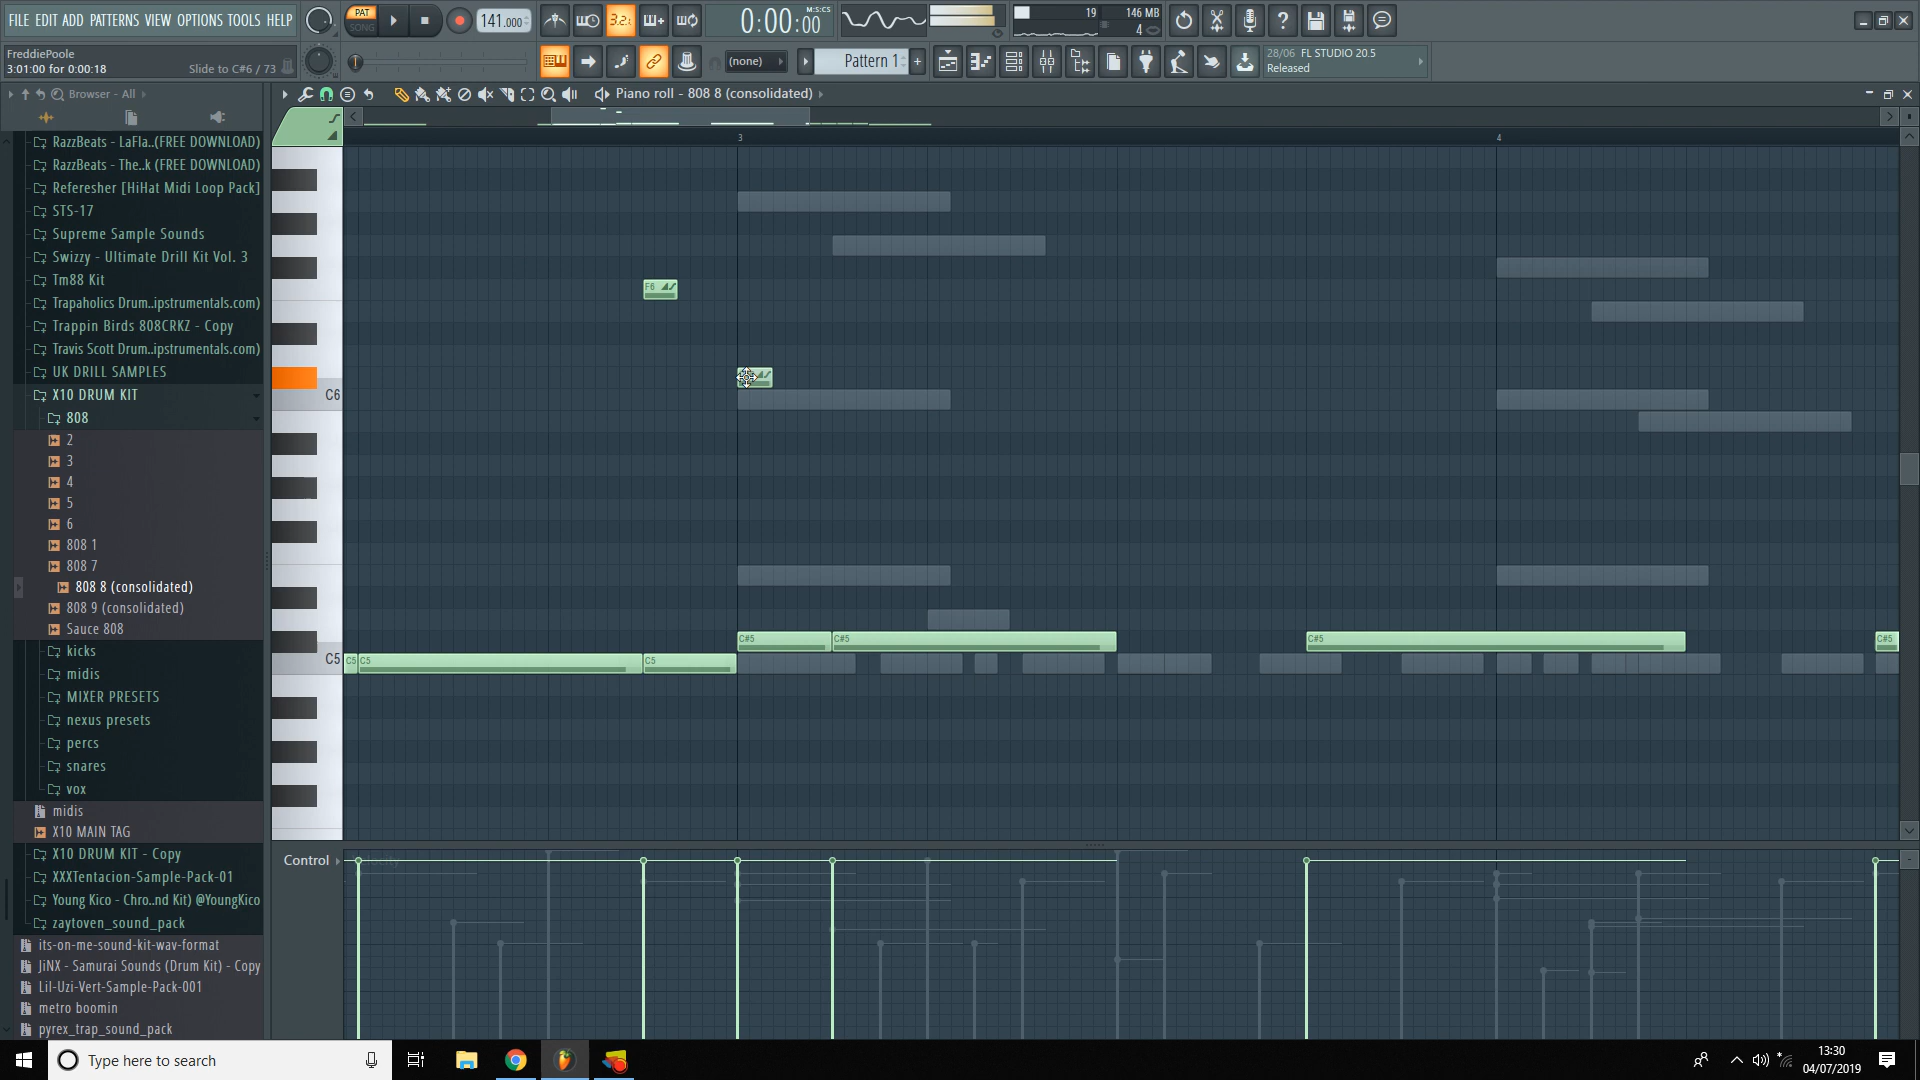 FILE EDIT ADD PATTERNS VIEW OPTIONS TOOLS HELP
PAT
SONG
141.000
3.2.
0:00:00
M:S:CS
19
146 MB
4
FreddiePoole
3:01:00 for 0:00:18
Slide to C#6 / 73
(none)
Pattern 1
28/06 FL STUDIO 20.5
Released
Browser - All
Piano roll - 808 8 (consolidated)
RazzBeats - LaFla..(FREE DOWNLOAD)
RazzBeats - The..k (FREE DOWNLOAD)
Referesher [HiHat Midi Loop Pack]
STS-17
Supreme Sample Sounds
Swizzy - Ultimate Drill Kit Vol. 3
Tm88 Kit
Trapaholics Drum..ipstrumentals.com)
Trappin Birds 808CRKZ - Copy
Travis Scott Drum..ipstrumentals.com)
UK DRILL SAMPLES
X10 DRUM KIT
808
2
3
4
5
6
808 1
808 7
808 8 (consolidated)
808 9 (consolidated)
Sauce 808
kicks
midis
MIXER PRESETS
nexus presets
percs
snares
vox
midis
X10 MAIN TAG
X10 DRUM KIT - Copy
XXXTentacion-Sample-Pack-01
Young Kico - Chro..nd Kit) @YoungKico
zaytoven_sound_pack
its-on-me-sound-kit-wav-format
JiNX - Samurai Sounds (Drum Kit) - Copy
Lil-Uzi-Vert-Sample-Pack-001
metro boomin
pyrex_trap_sound_pack
3
4
F6
C6
C#5
C#5
C#5
C#5
C5
C5
C5
C5
Control
Type here to search
13:30
04/07/2019